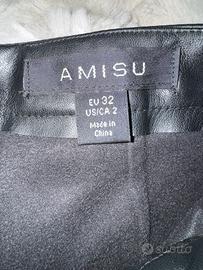 AMISU
EU 32
US/CA 2
Made in
China
subito